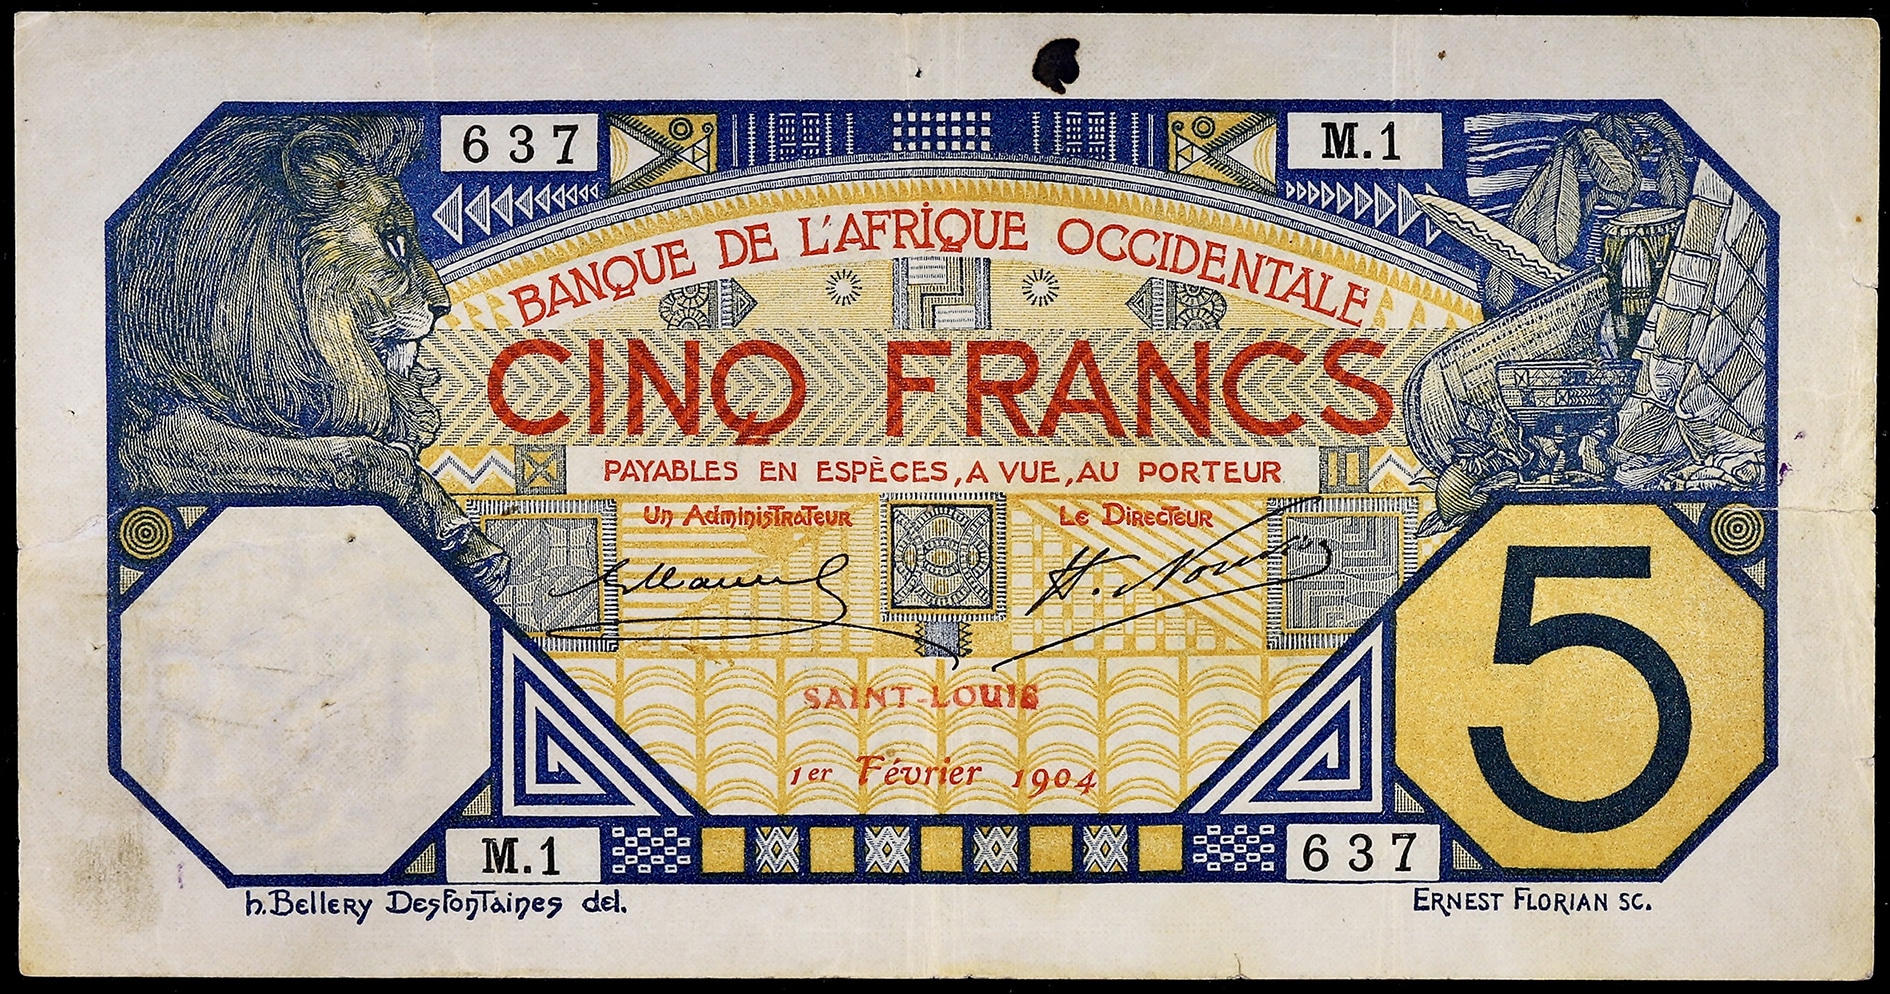 637
M.1
BANQUE DE L'AFRIQUE OCCIDENTALE
CINQ FRANCS
PAYABLES EN ESPÈCES, A VUE, AU PORTEUR
Un Administrateur
Le Directeur
SAINT-LOUIS
1er Février 1904
5
M.1
637
h. Bellery Desfontaines del.
ERNEST FLORIAN SC.